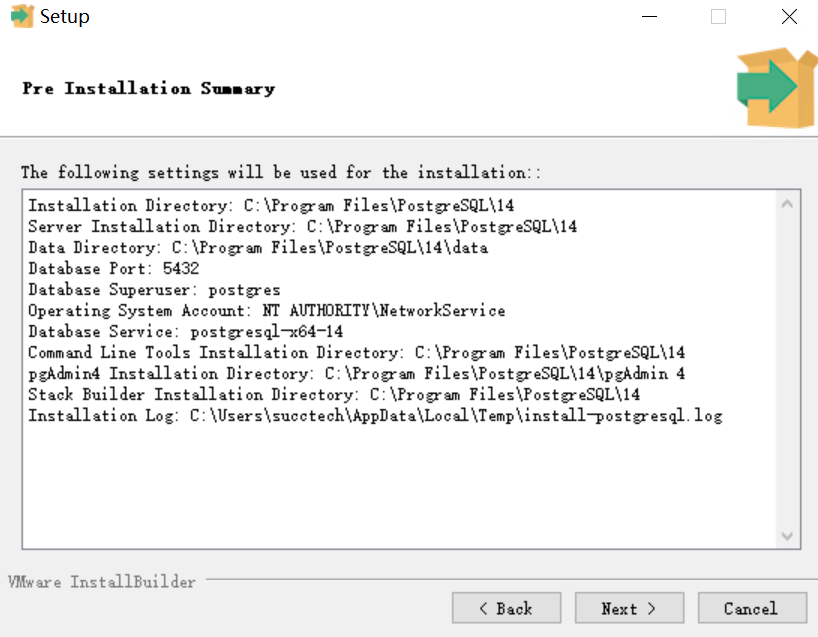 Setup
Pre Installation Summary
The following settings will be used for the installation::
Installation Directory: C:\Program Files\PostgreSQL\14
Server Installation Directory: C:\Program Files\PostgreSQL\14
Data Directory: C:\Program Files\PostgreSQL\14\data
Database Port: 5432
Database Superuser: postgres
Operating System Account: NT AUTHORITY\NetworkService
Database Service: postgresql-x64-14
Command Line Tools Installation Directory: C:\Program Files\PostgreSQL\14
pgAdmin4 Installation Directory: C:\Program Files\PostgreSQL\14\pgAdmin 4
Stack Builder Installation Directory: C:\Program Files\PostgreSQL\14
Installation Log: C:\Users\succtech\AppData\Local\Temp\install-postgresql.log
VMware InstallBuilder
< Back
Next >
Cancel